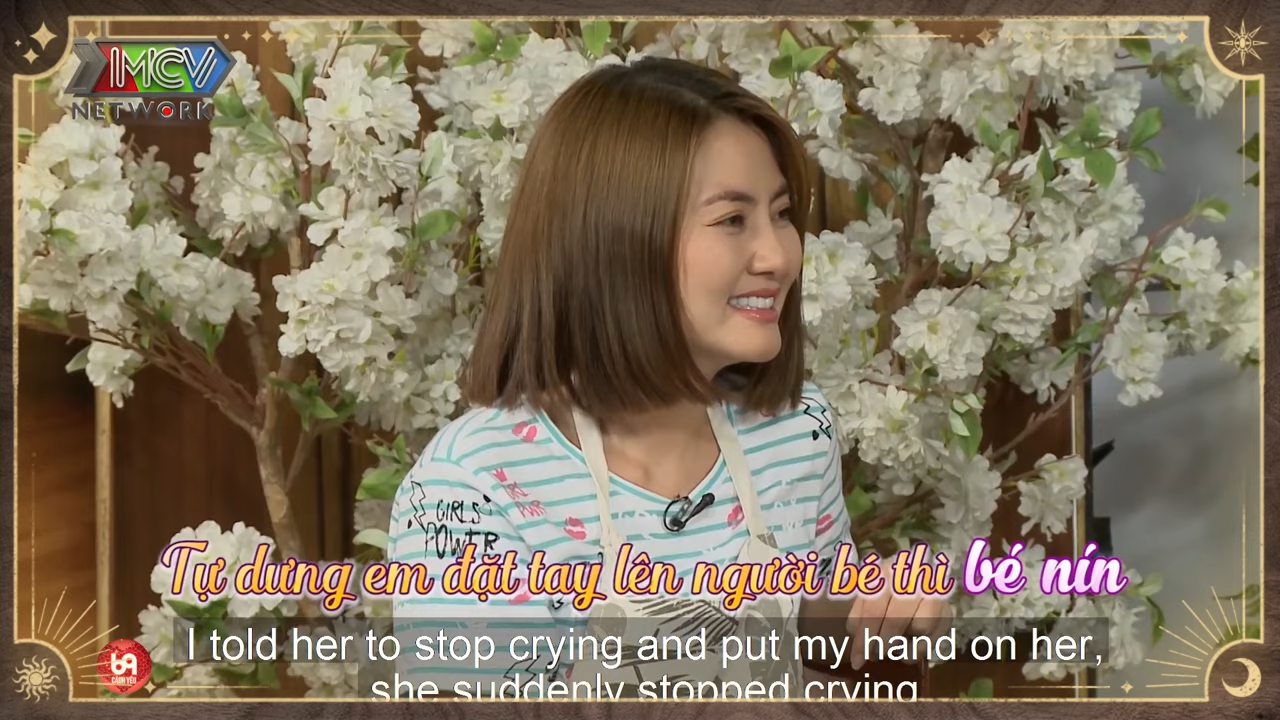 MCV
NETWORK
GIRLS
POWER
Tự dưng em đặt tay lên người bé thì bé nín
I told her to stop crying and put my hand on her,
she suddenly stopped crying